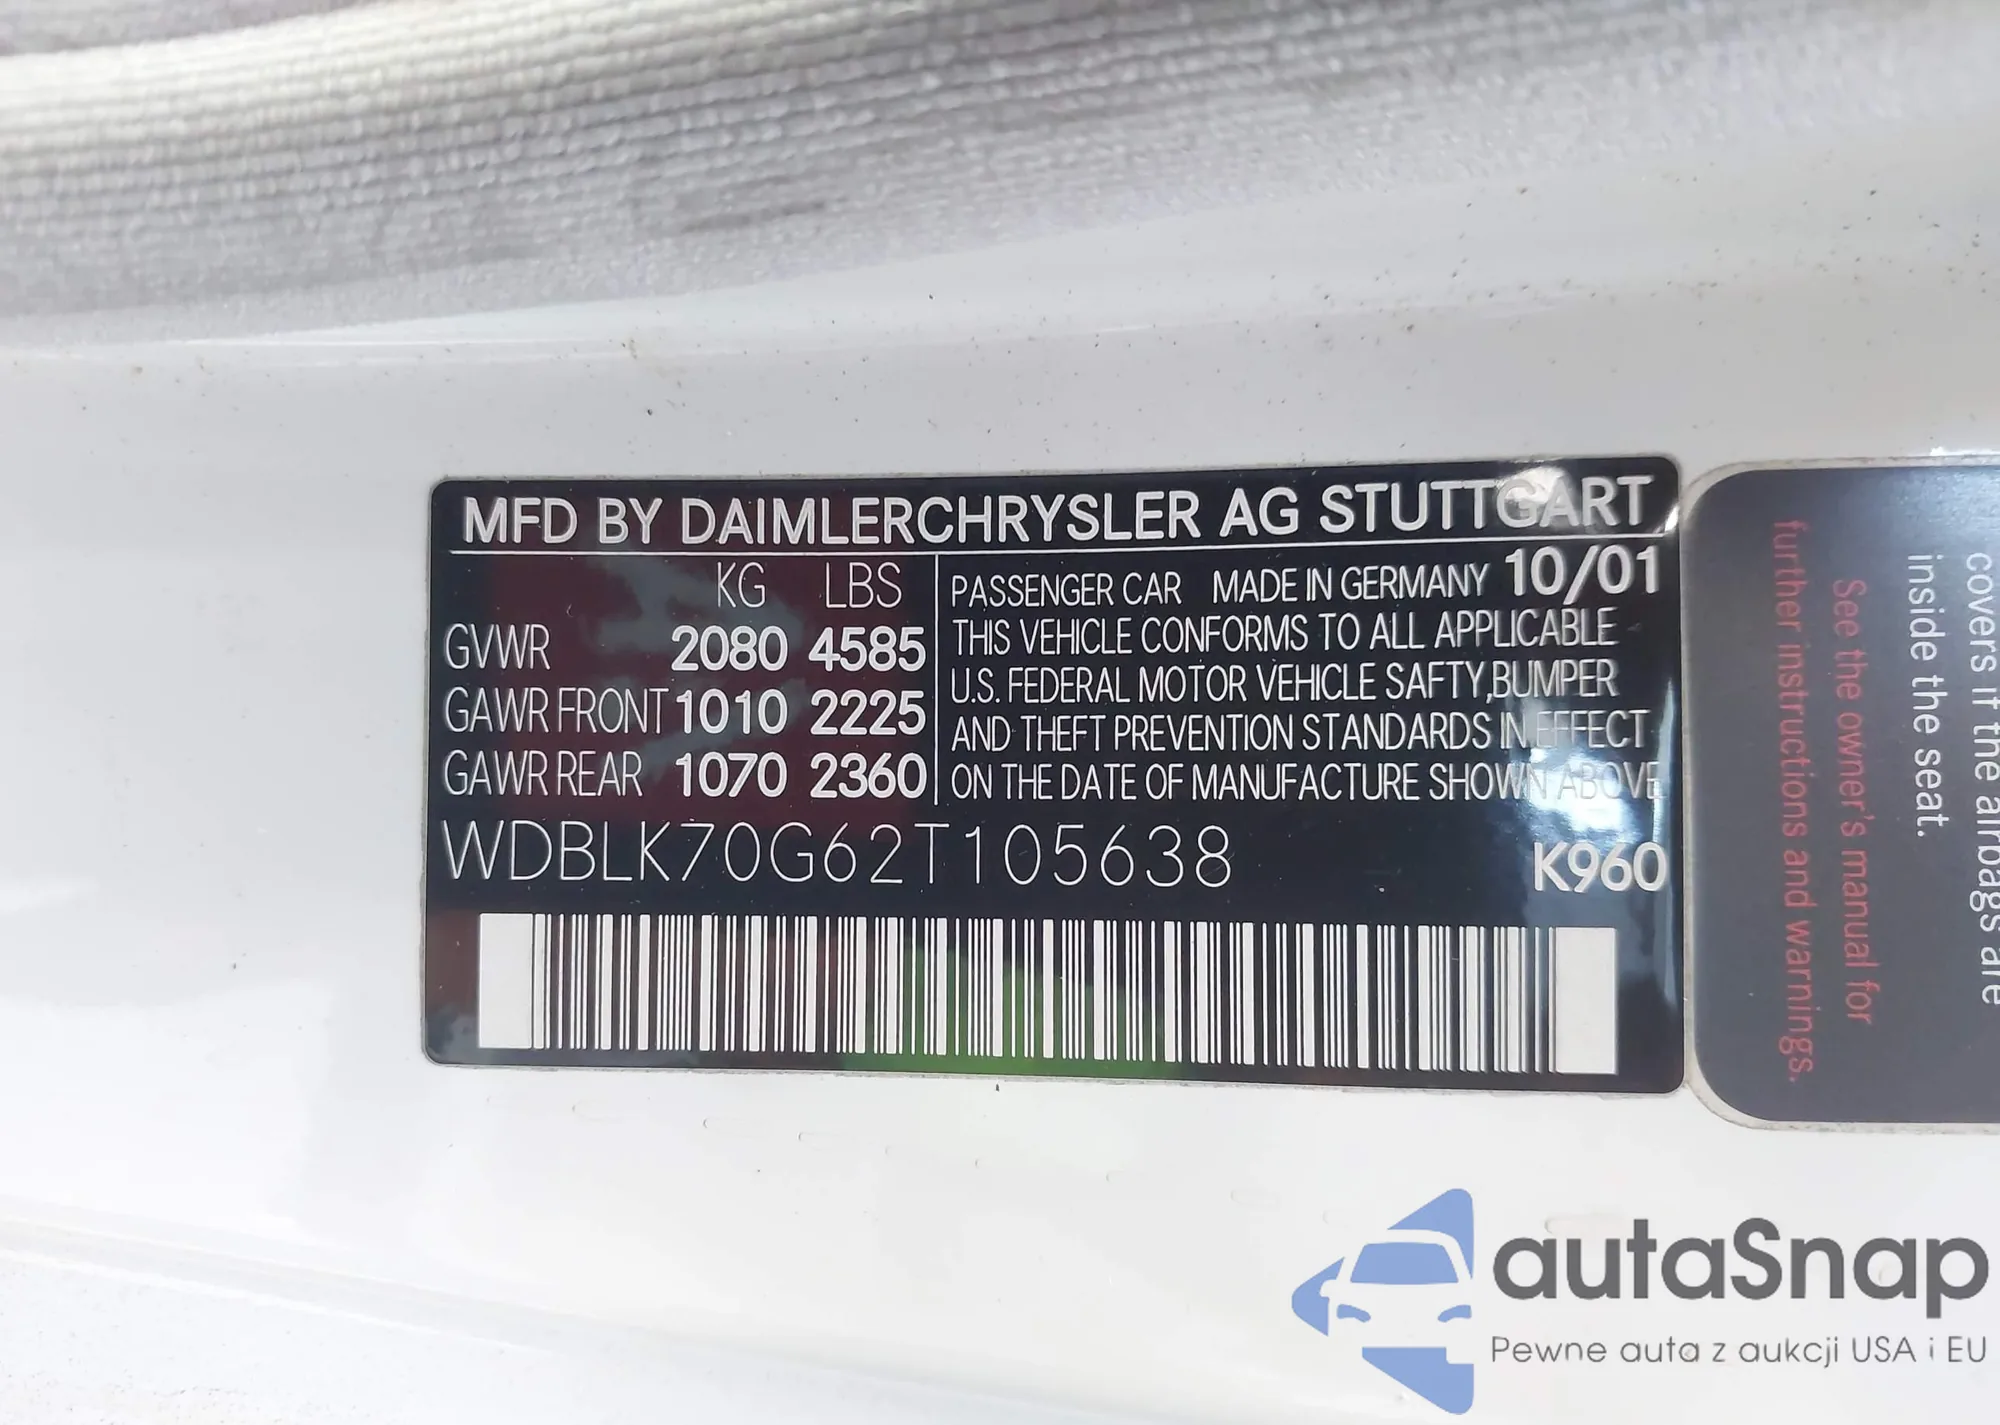 MFD BY DAIMLERCHRYSLER AG STUTTGART
KG LBS
GVWR 2080 4585
GAWR FRONT 1010 2225
GAWR REAR 1070 2360
PASSENGER CAR MADE IN GERMANY 10/01
THIS VEHICLE CONFORMS TO ALL APPLICABLE
U.S. FEDERAL MOTOR VEHICLE SAFTY,BUMPER
AND THEFT PREVENTION STANDARDS IN EFFECT
ON THE DATE OF MANUFACTURE SHOWN ABOVE
WDBLK70G62T105638
K960
covers if the airbags are
inside the seat.
See the owner's manual for
further instructions and warnings.
autaSnap
Pewne auta z aukcji USA i EU